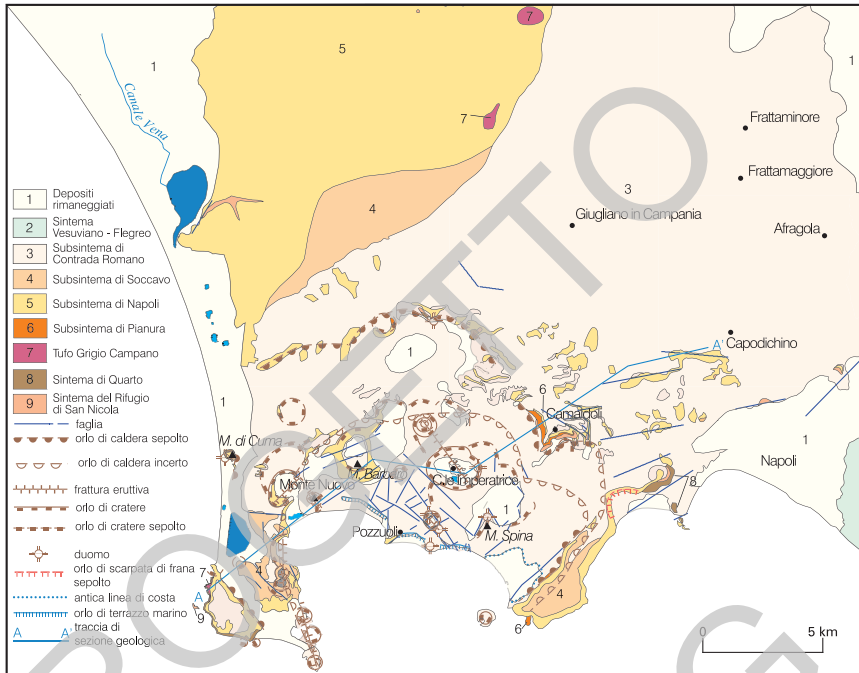 7
1
5
Canale Vena
7
1
Frattaminore
Frattamaggiore
3
Giugliano in Campania
Afragola
4
1 Depositi
rimaneggiati
2 Sintema
Vesuviano - Flegreo
3 Subsintema di
Contrada Romano
4 Subsintema di Soccavo
5 Subsintema di Napoli
6 Subsintema di Pianura
7 Tufo Grigio Campano
8 Sintema di Quarto
9 Sintema del Rifugio
di San Nicola
faglia
orlo di caldera sepolto
orlo di caldera incerto
frattura eruttiva
orlo di cratere
orlo di cratere sepolto
duomo
orlo di scarpata di frana
sepolto
antica linea di costa
orlo di terrazzo marino
A A' traccia di
sezione geologica
Capodichino
A'
1
6
1
Camaldoli
M. di Cuma
1
Napoli
M. Barbaro
C.le Imperatrice
Monte Nuovo
8
1
Pozzuoli
M. Spina
4
7
A
4
9
6
0 5 km
PROGETTO
G